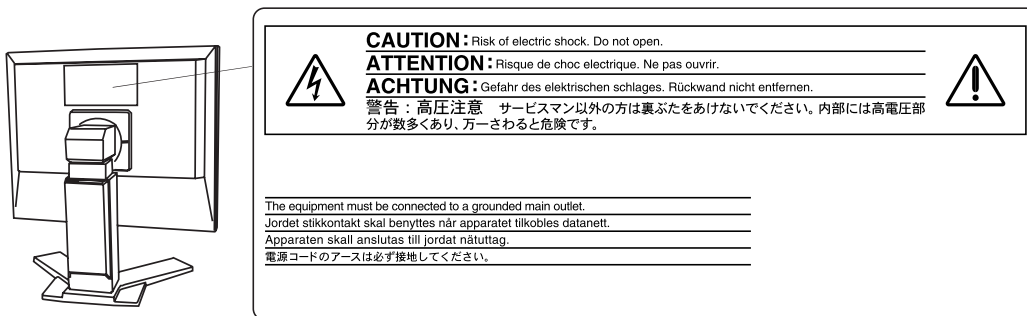 CAUTION: Risk of electric shock. Do not open.
ATTENTION: Risque de choc electrique. Ne pas ouvrir.
ACHTUNG: Gefahr des elektrischen schlages. Rückwand nicht entfernen.
警告：高圧注意 サービスマン以外の方は裏ぶたをあけないでください。内部には高電圧部
分が数多くあり、万一さわると危険です。
The equipment must be connected to a grounded main outlet.
Jordet stikkontakt skal benyttes når apparatet tilkobles datanett.
Apparaten skall anslutas till jordat nätuttag.
電源コードのアースは必ず接地してください。